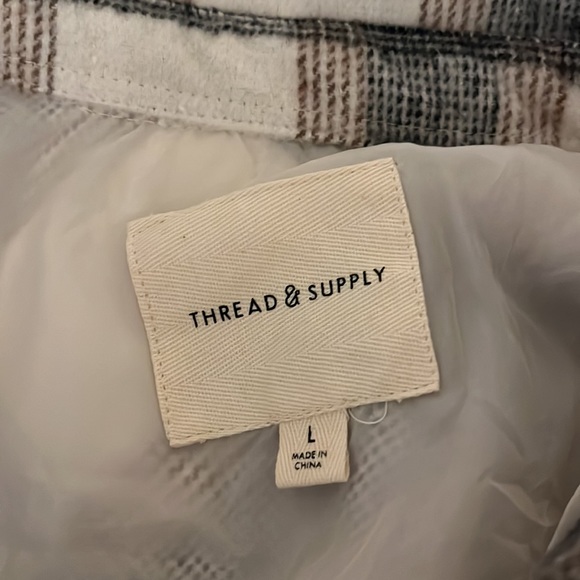 THREAD & SUPPLY
L
MADE IN
CHINA